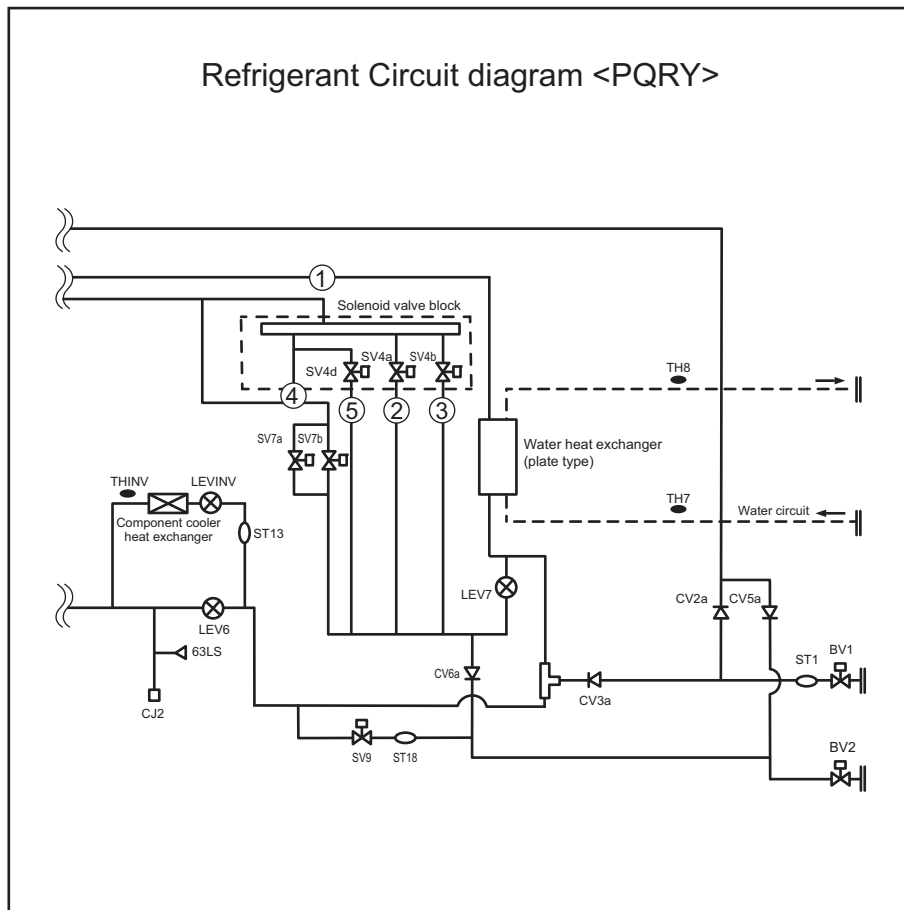 Refrigerant Circuit diagram <PQRY>
1
Solenoid valve block
SV4a SV4b
SV4d
TH8
4
5
2
3
SV7a SV7b
Water heat exchanger
(plate type)
THINV LEVINV
TH7
Component cooler
heat exchanger
ST13
Water circuit
LEV7
CV2a CV5a
LEV6
63LS
CV6a
ST1
BV1
CV3a
CJ2
SV9
ST18
BV2